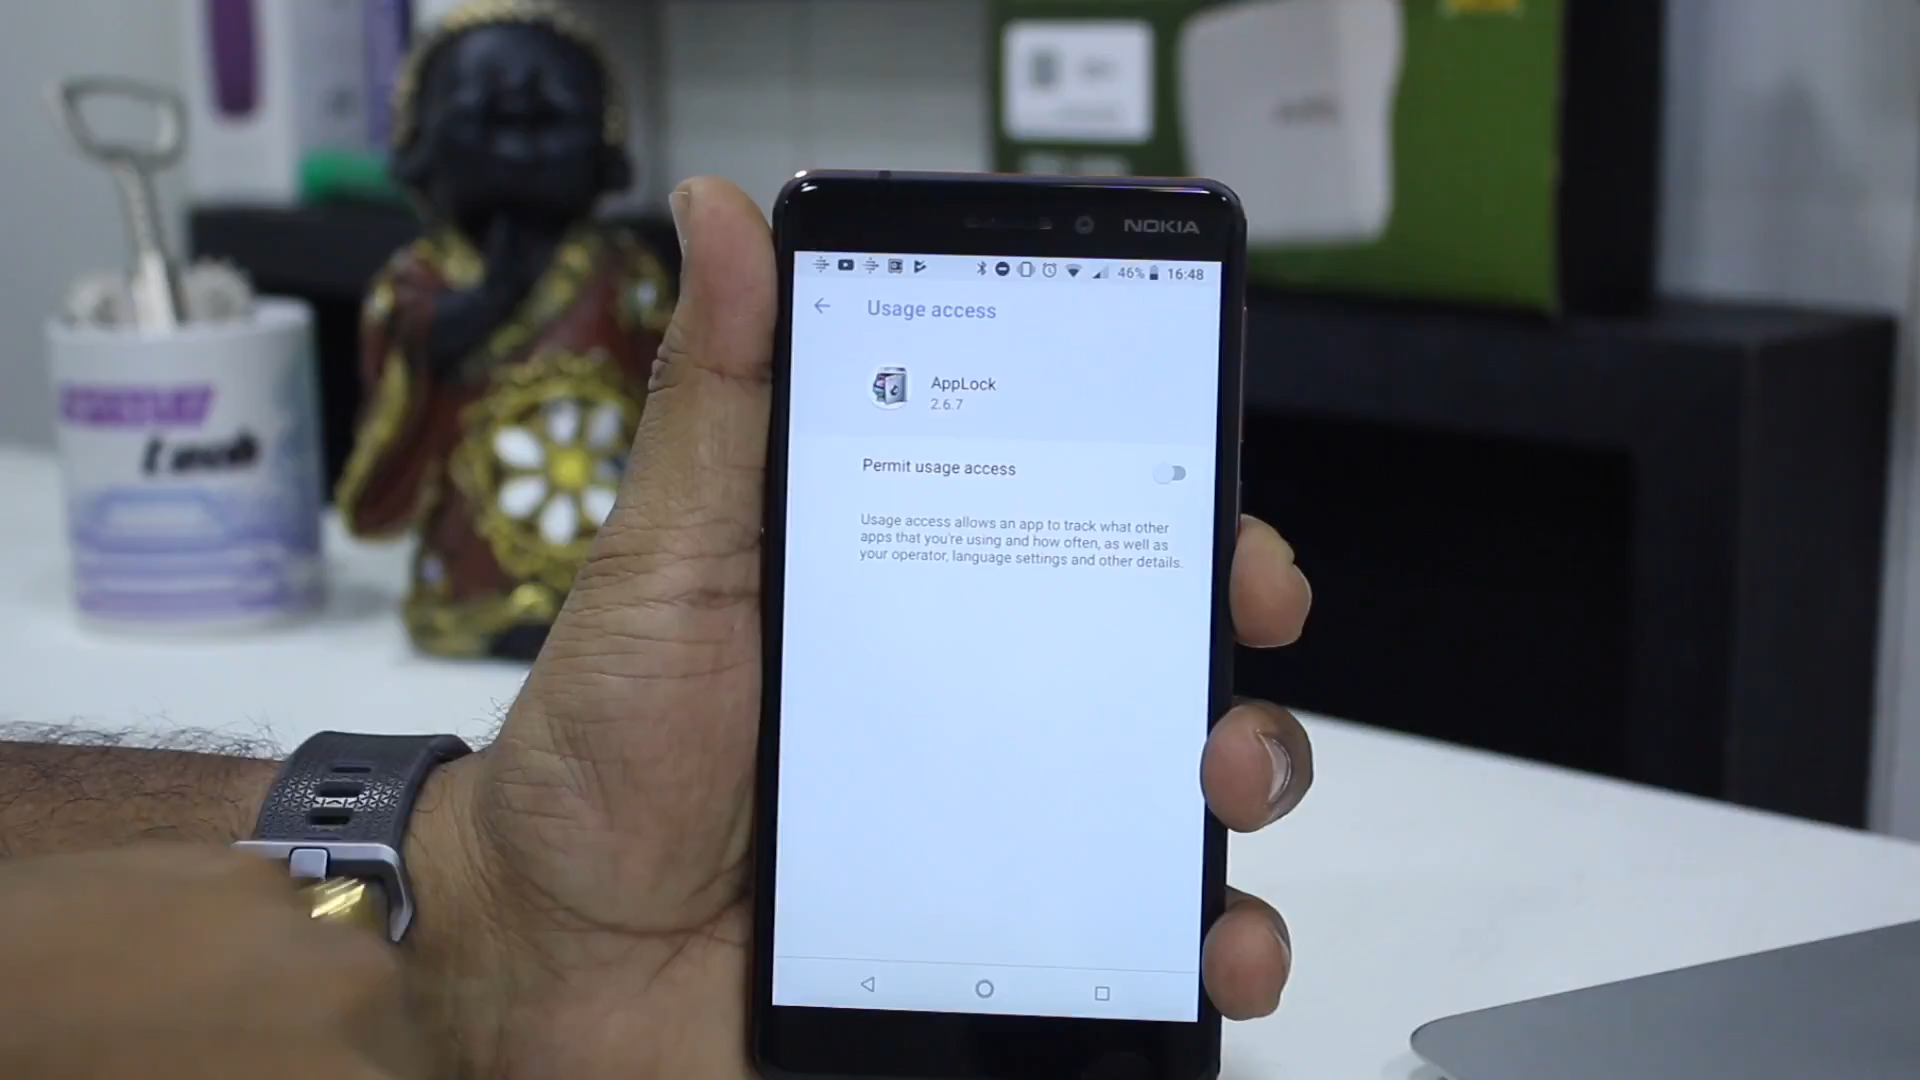 NOKIA
46% 16:48
Usage access
AppLock
2.6.7
Permit usage access
Usage access allows an app to track what other
apps that you're using and how often, as well as
your operator, language settings and other details.